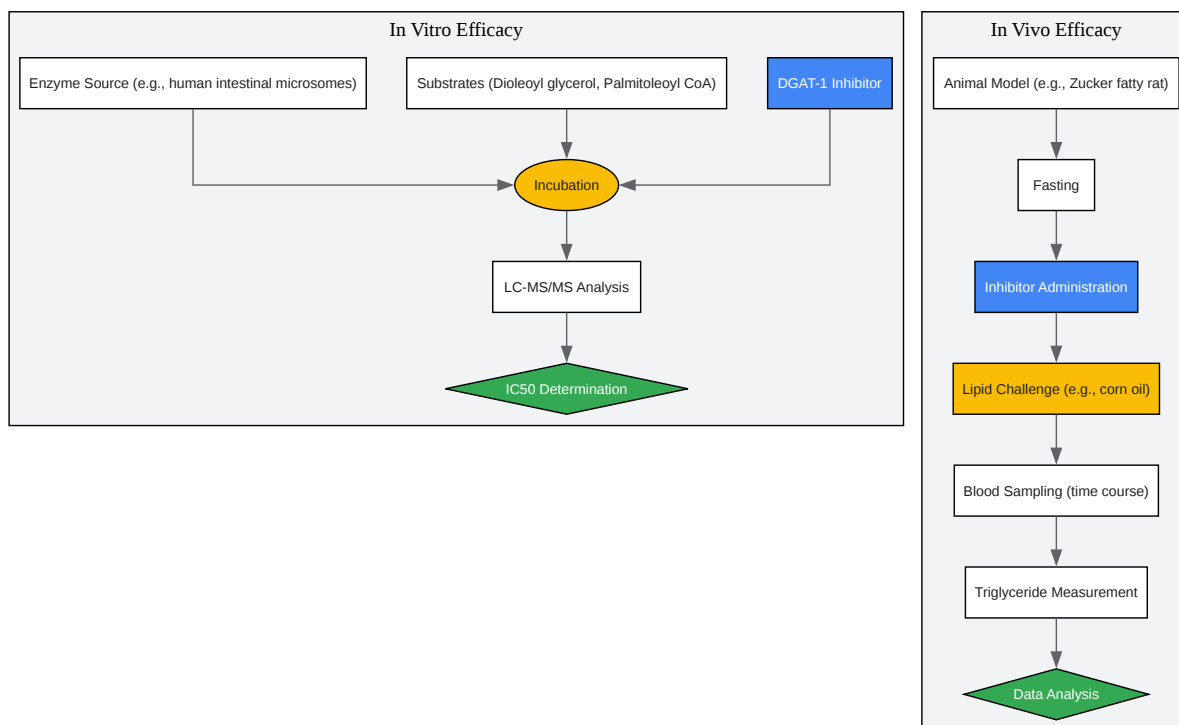 In Vitro Efficacy
Enzyme Source (e.g., human intestinal microsomes)
Substrates (Dioleoyl glycerol, Palmitoleoyl CoA)
DGAT-1 Inhibitor
Incubation
LC-MS/MS Analysis
IC50 Determination
In Vivo Efficacy
Animal Model (e.g., Zucker fatty rat)
Fasting
Inhibitor Administration
Lipid Challenge (e.g., corn oil)
Blood Sampling (time course)
Triglyceride Measurement
Data Analysis